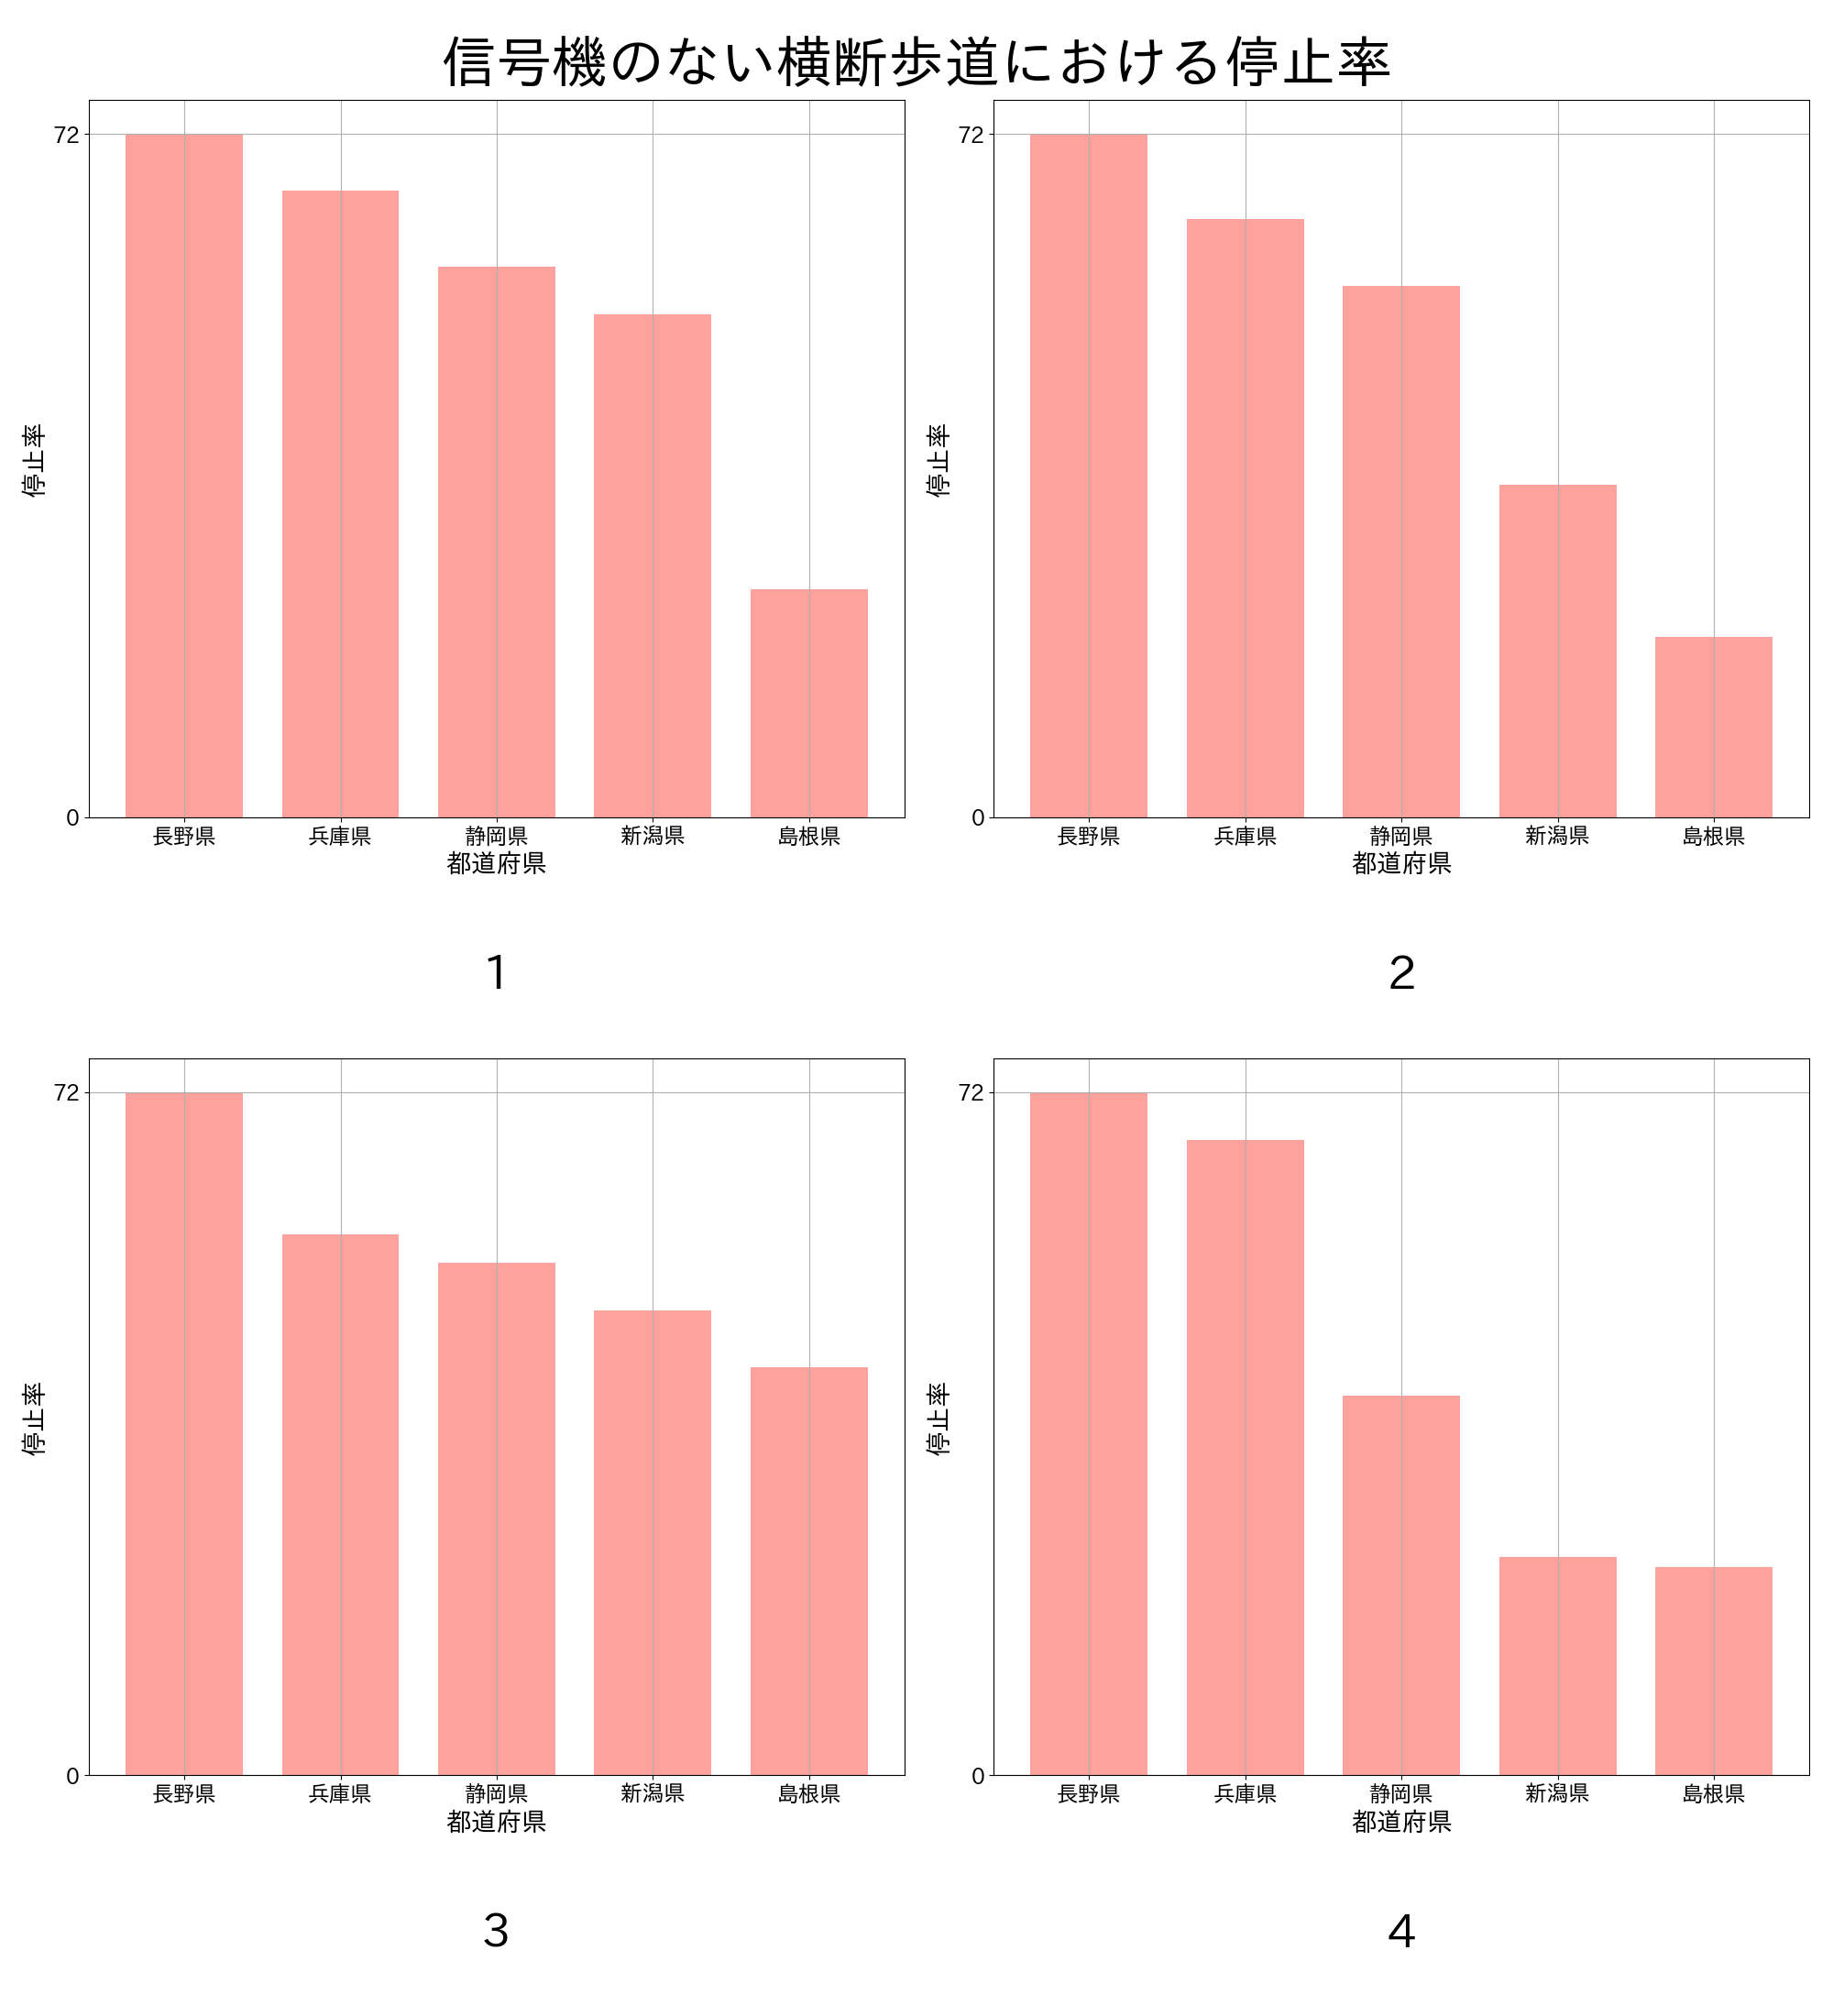 信号機のない横断歩道における停止率
72
停止率
0
長野県 兵庫県 静岡県 新潟県 島根県
都道府県
1
72
停止率
0
長野県 兵庫県 静岡県 新潟県 島根県
都道府県
2
72
停止率
0
長野県 兵庫県 静岡県 新潟県 島根県
都道府県
3
72
停止率
0
長野県 兵庫県 静岡県 新潟県 島根県
都道府県
4